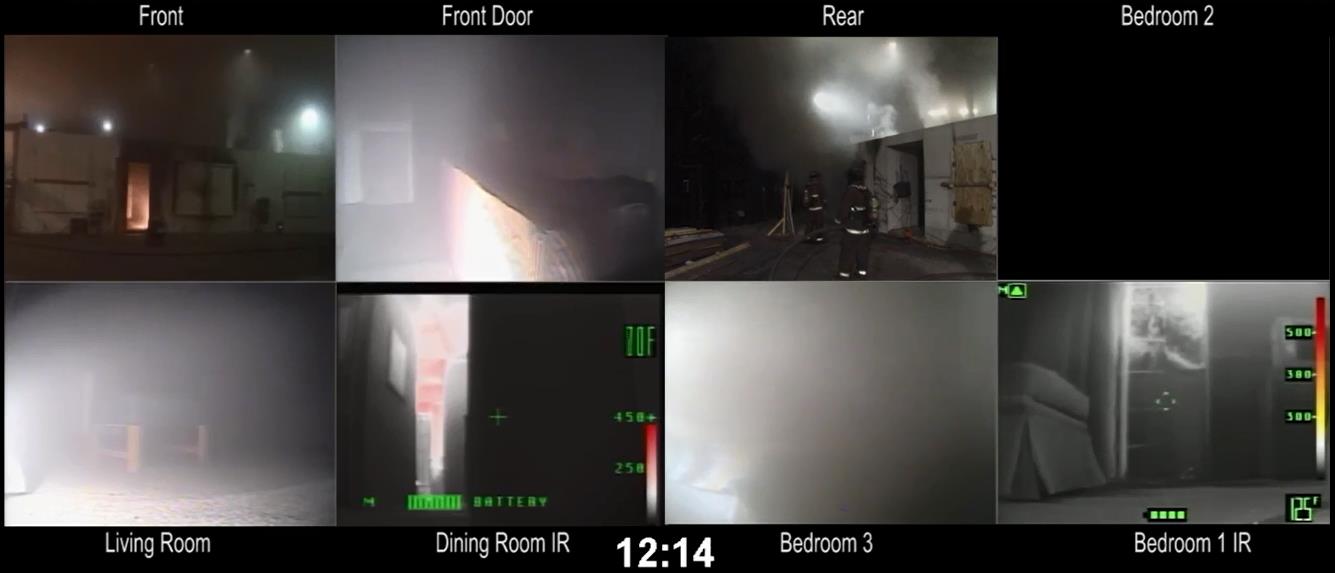 Front
Front Door
Rear
Bedroom 2
70F
450+
250
M
BATTERY
M
500
380
300
125F
Living Room
Dining Room IR
12:14
Bedroom 3
Bedroom 1 IR